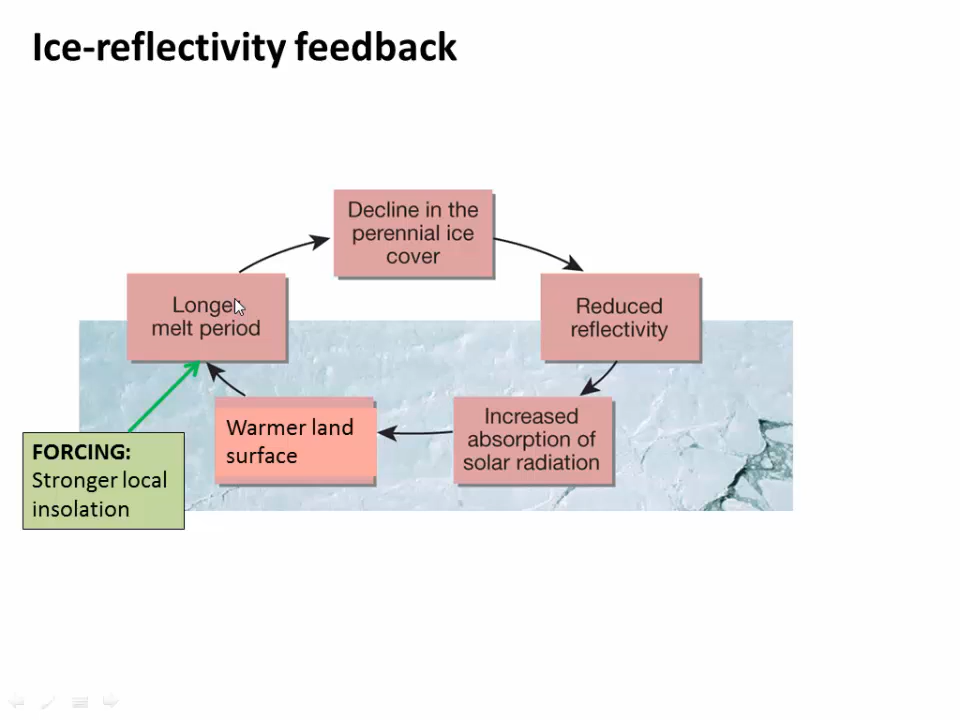 Ice-reflectivity feedback
Decline in the
perennial ice
cover
Longer
melt period
Reduced
reflectivity
Increased
absorption of
solar radiation
Warmer land
surface
FORCING:
Stronger local
insolation